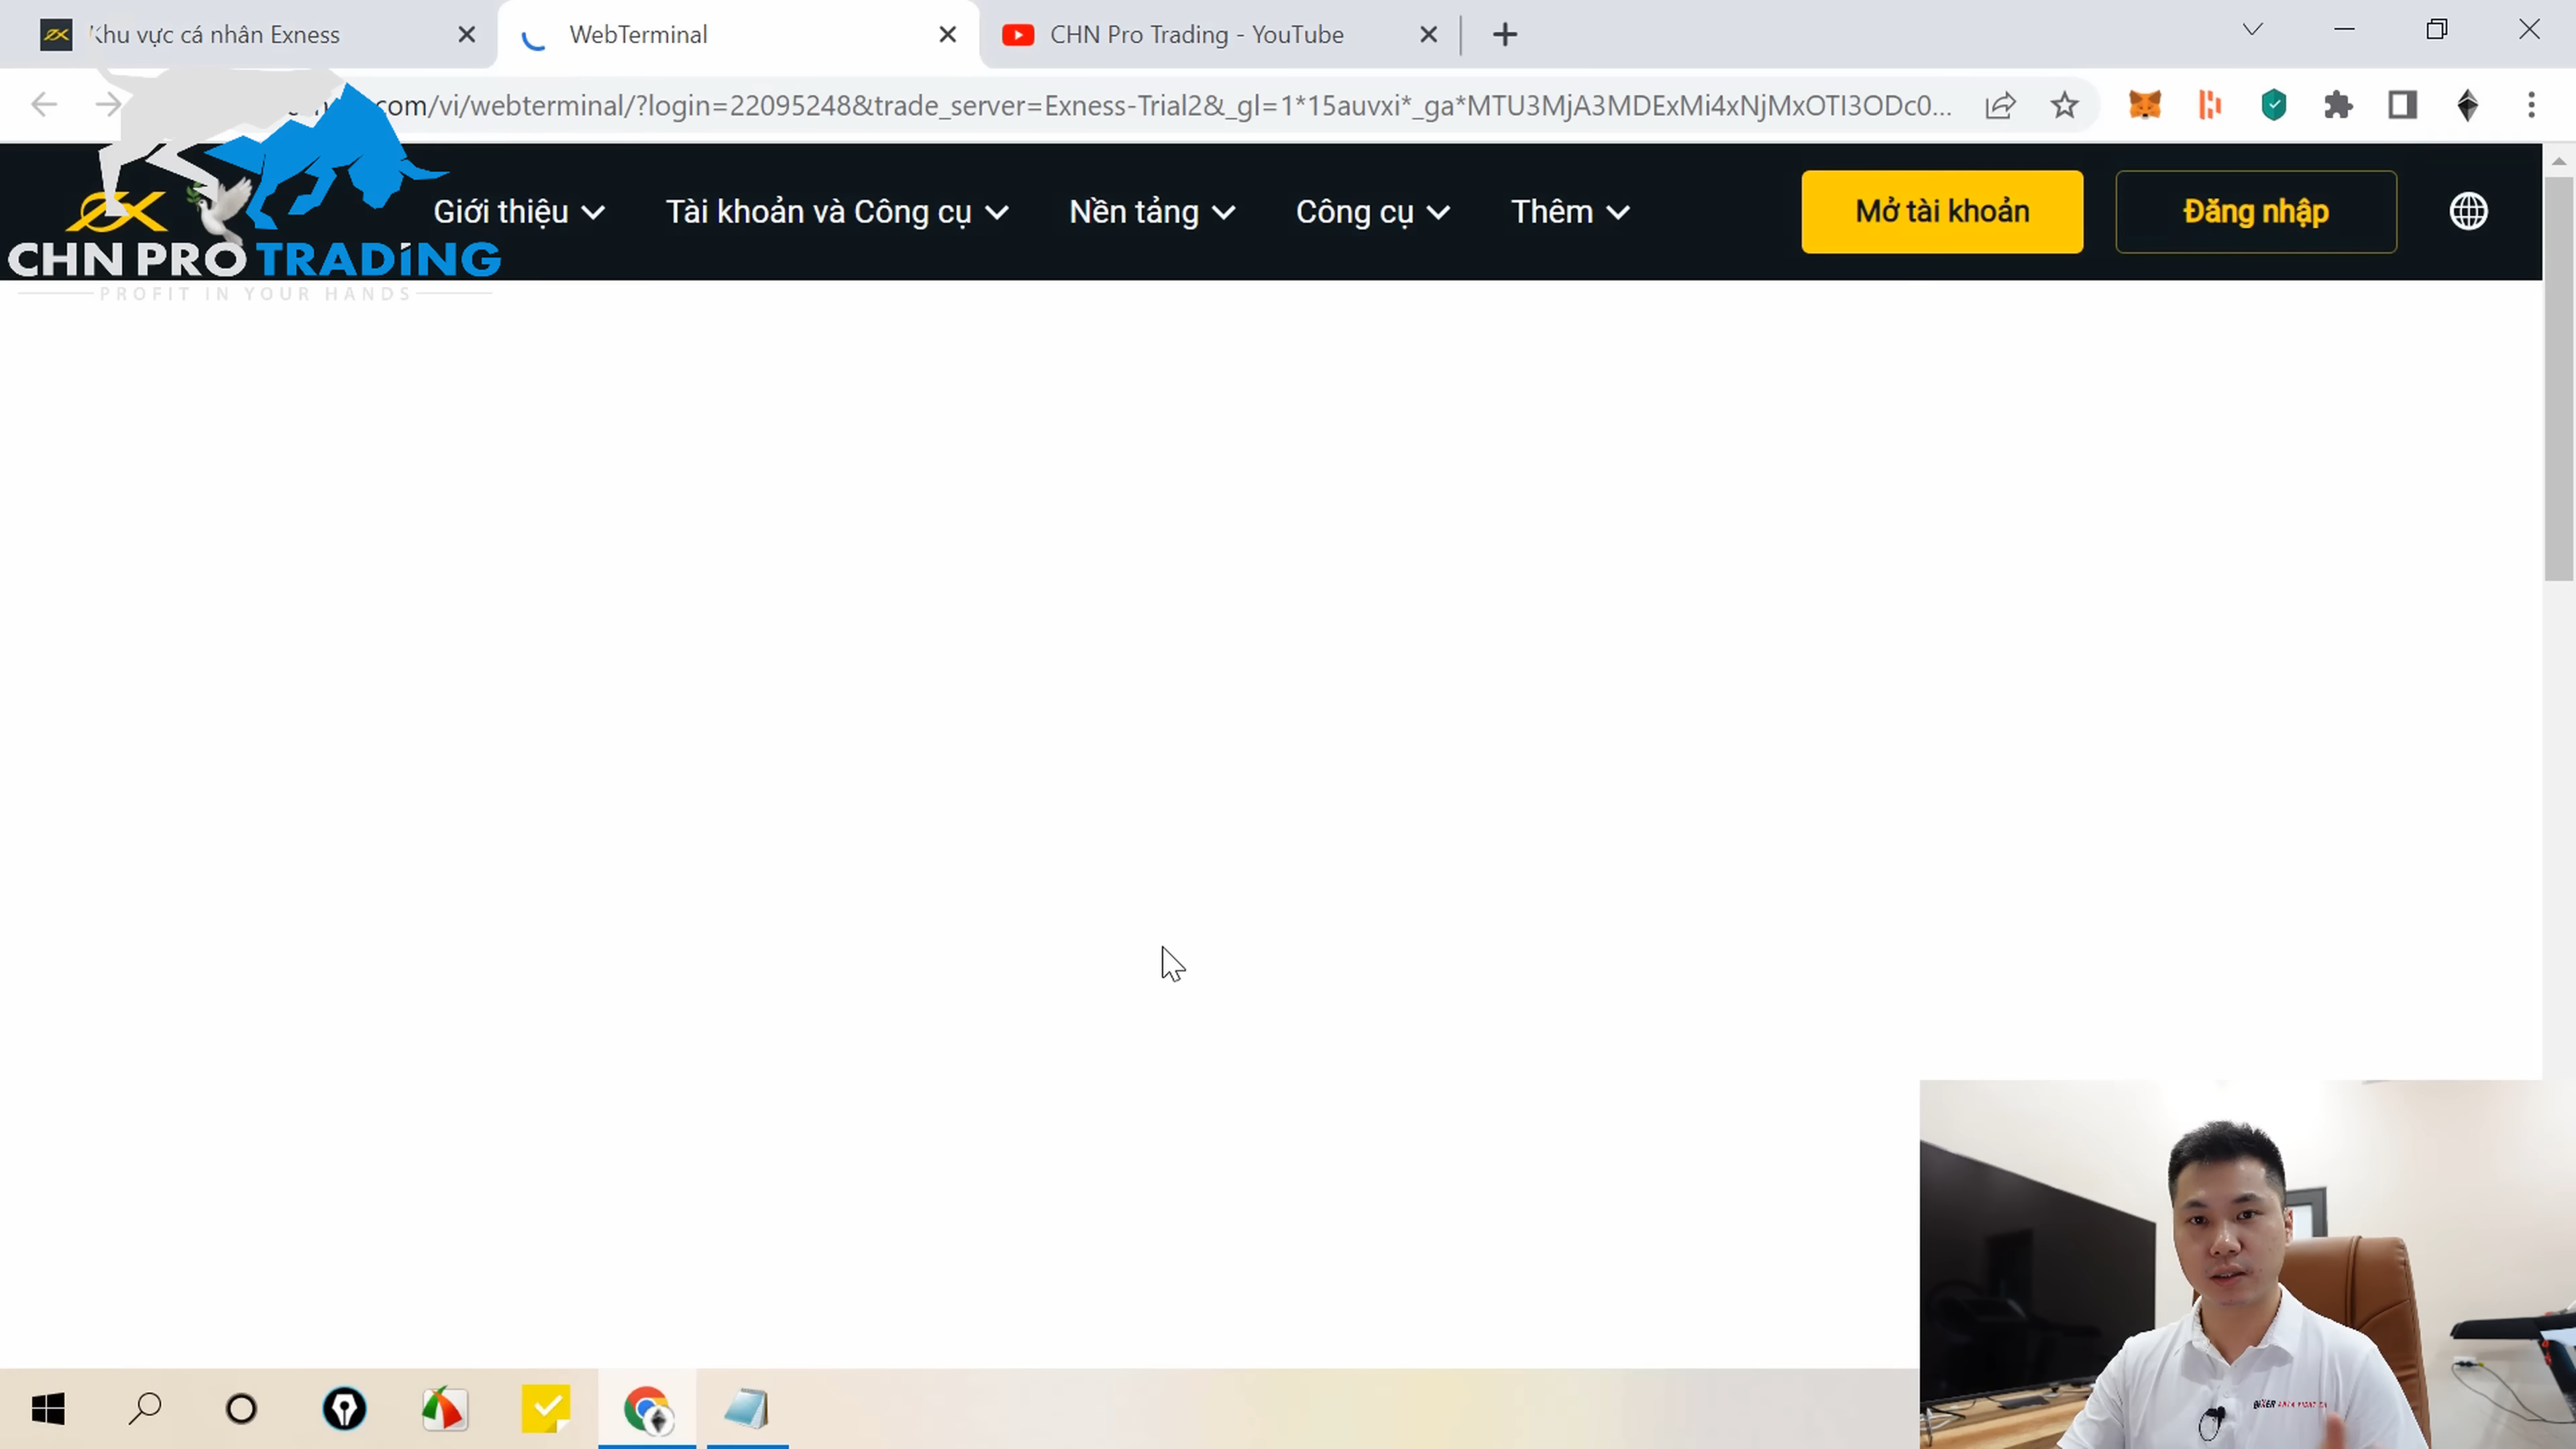 Khu vực cá nhân Exness
WebTerminal
CHN Pro Trading - YouTube
com/vi/webterminal/?login=22095248&trade_server=Exness-Trial2&_gl=1*15auvxi*_ga*MTU3MjA3MDExMi4xNjMxOTI3ODc0...
Giới thiệu
Tài khoản và Công cụ
Nền tảng
Công cụ
Thêm
Mở tài khoản
Đăng nhập
CHN PRO TRADiNG
PROFIT IN YOUR HANDS